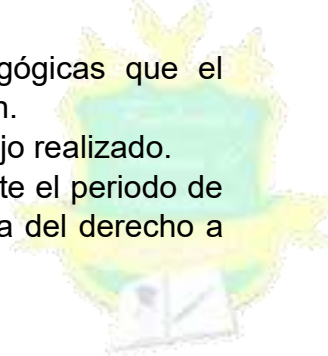 gógicas que el
n.
jo realizado.
te el periodo de
a del derecho a